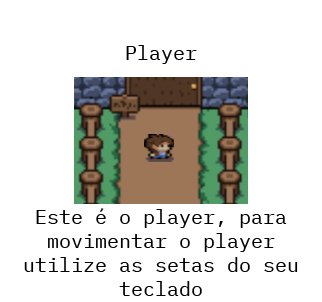 Player
Este é o player, para
movimentar o player
utilize as setas do seu
teclado